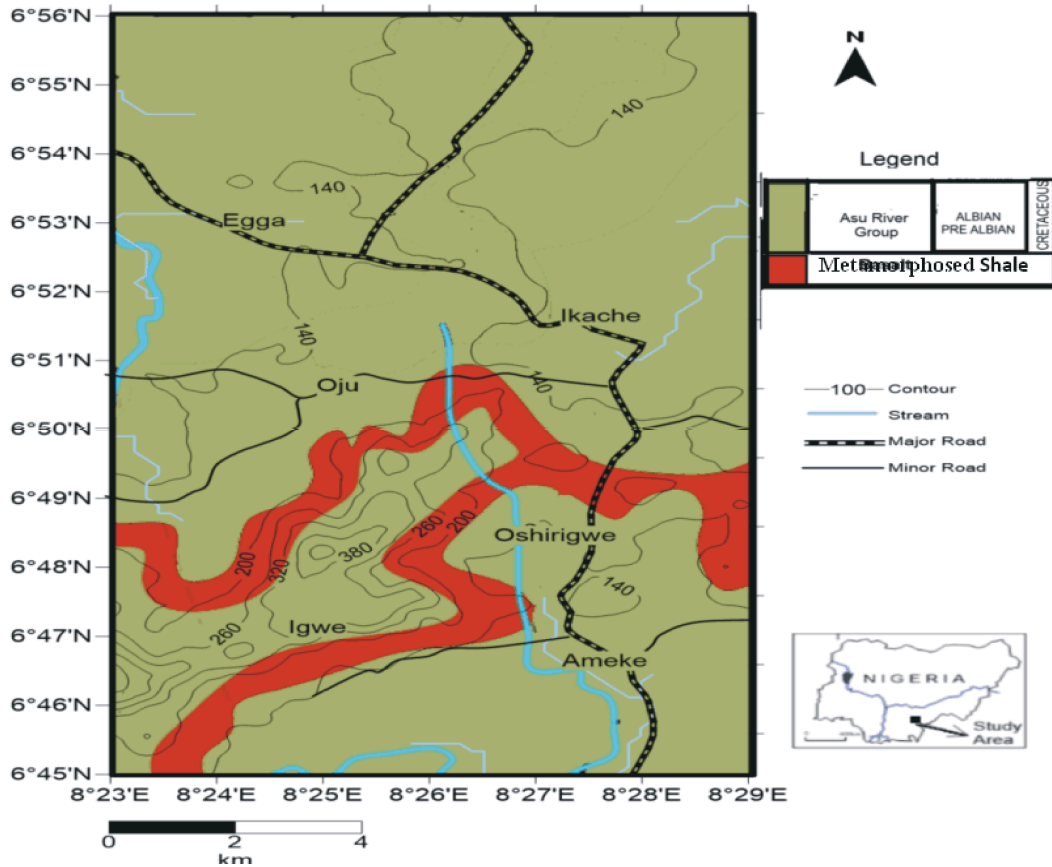 6°56'N
6°55'N
6°54'N
6°53'N
6°52'N
6°51'N
6°50'N
6°49'N
6°48'N
6°47'N
6°46'N
6°45'N
8°23'E 8°24'E 8°25'E 8°26'E 8°27'E 8°28'E 8°29'E
140
140
Egga
Ikache
140
Oju
140
260
200
380
Oshirigwe
200
320
140
Igwe
260
Ameke
0 2 4
km
N
Legend
Asu River
Group
ALBIAN
PRE ALBIAN
CRETACEOUS
Metamorphosed Shale
100 Contour
Stream
Major Road
Minor Road
NIGERIA
Study
Area